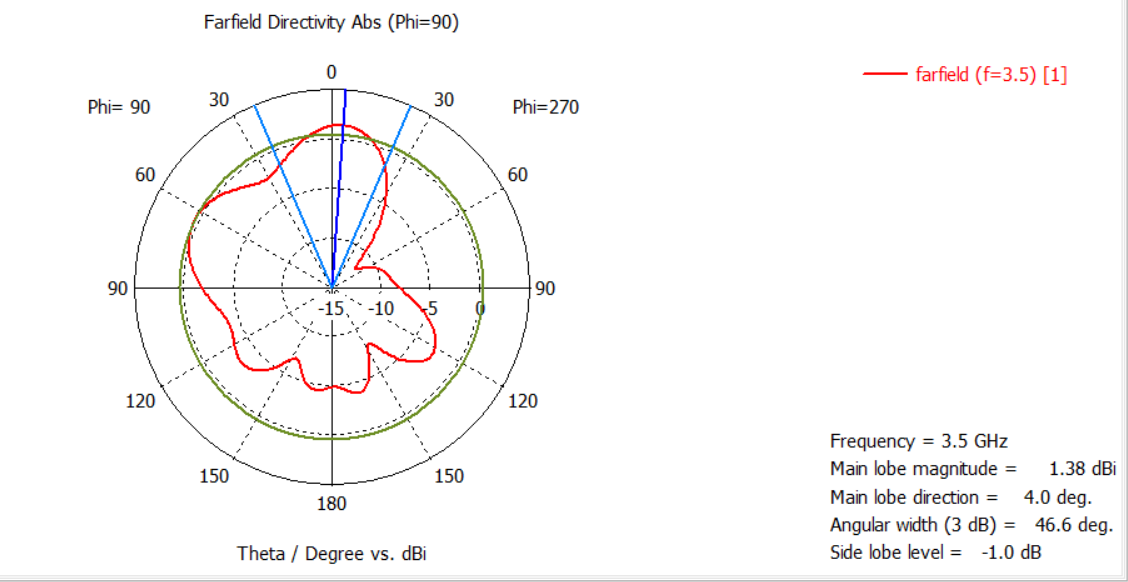 Farfield Directivity Abs (Phi=90)
farfield (f=3.5) [1]
0
Phi= 90
30
30
Phi=270
60
60
90
-15
-10
-5
0
90
120
120
150
150
180
Theta / Degree vs. dBi
Frequency = 3.5 GHz
Main lobe magnitude = 1.38 dBi
Main lobe direction = 4.0 deg.
Angular width (3 dB) = 46.6 deg.
Side lobe level = -1.0 dB